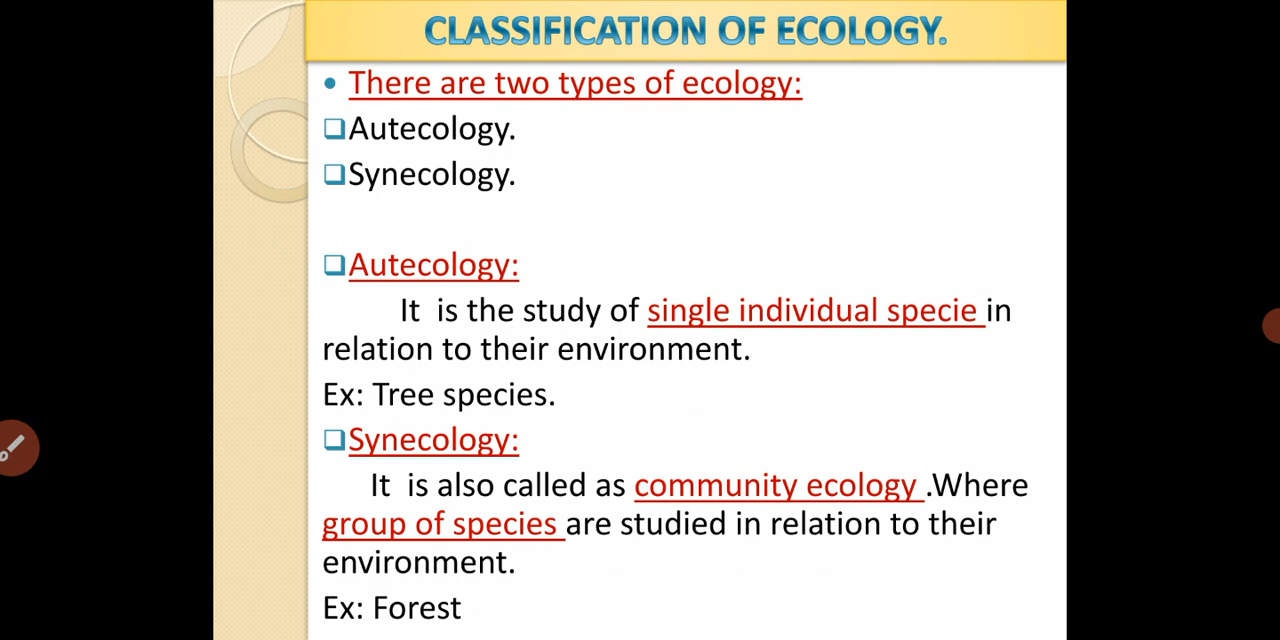 CLASSIFICATION OF ECOLOGY.
• There are two types of ecology:
❑Autecology.
❑Synecology.
❑Autecology:
It is the study of single individual specie in
relation to their environment.
Ex: Tree species.
❑Synecology:
It is also called as community ecology .Where
group of species are studied in relation to their
environment.
Ex: Forest